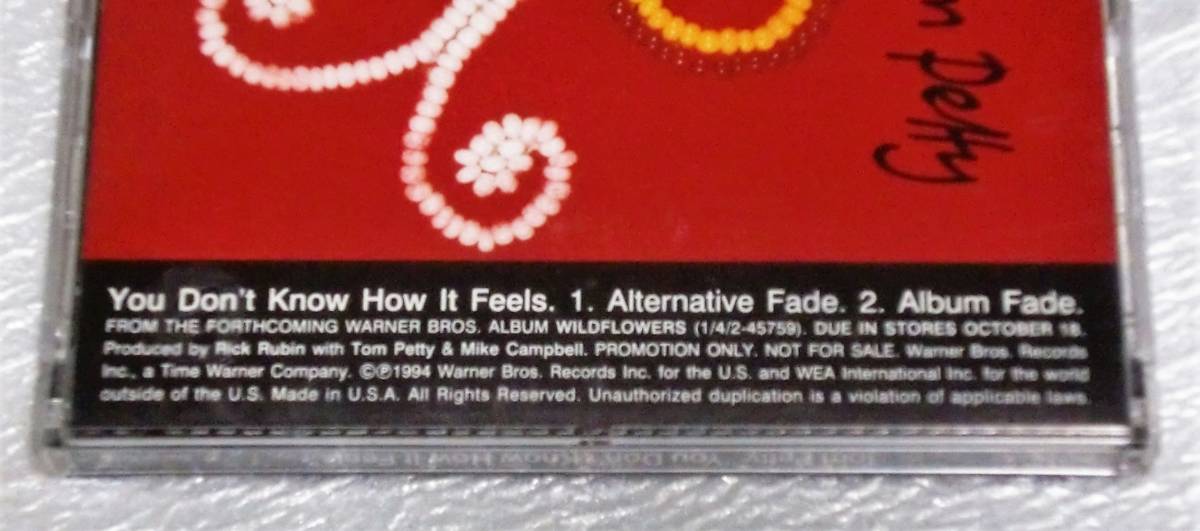 m Petty
You Don't Know How It Feels. 1. Alternative Fade. 2. Album Fade.
FROM THE FORTHCOMING WARNER BROS. ALBUM WILDFLOWERS (1/4/2-45759). DUE IN STORES OCTOBER 18.
Produced by Rick Rubin with Tom Petty & Mike Campbell. PROMOTION ONLY. NOT FOR SALE. Warner Bros. Records
Inc., a Time Warner Company. ©℗1994 Warner Bros. Records Inc. for the U.S. and WEA International Inc. for the world
outside of the U.S. Made in U.S.A. All Rights Reserved. Unauthorized duplication is a violation of applicable laws.